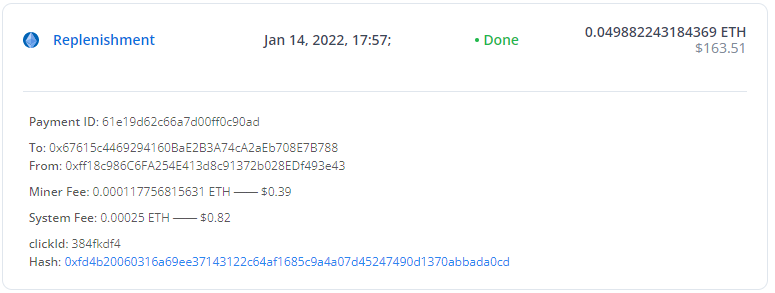 Replenishment Jan 14, 2022, 17:57; • Done 0.049882243184369 ETH
$163.51
Payment ID: 61e19d62c66a7d00ff0c90ad
To: 0x67615c4469294160BaE2B3A74cA2aEb708E7B788
From: 0xff18c986C6FA254E413d8c91372b028EDf493e43
Miner Fee: 0.000117756815631 ETH —— $0.39
System Fee: 0.00025 ETH —— $0.82
clickId: 384fkdf4
Hash: 0xfd4b20060316a69ee37143122c64af1685c9a4a07d45247490d1370abbada0cd